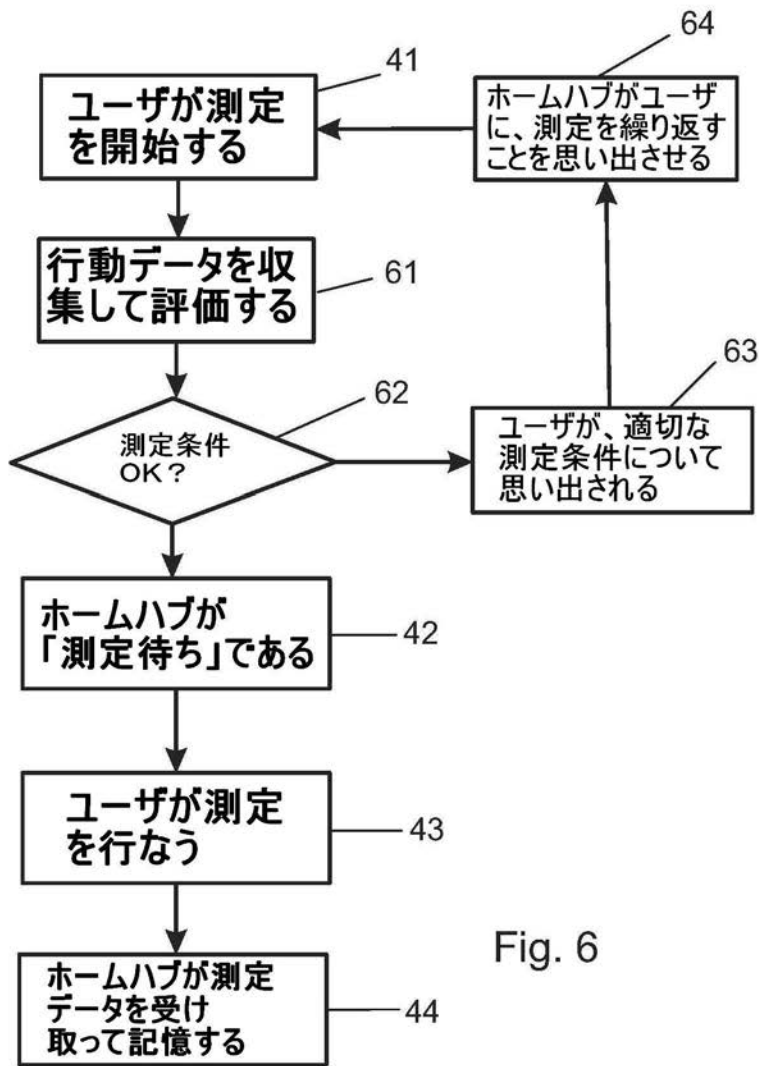 64
41
ユーザが測定
を開始する
ホームハブがユーザ
に、測定を繰り返す
ことを思い出させる
行動データを収
集して評価する
61
62
測定条件
OK?
63
ユーザが、適切な
測定条件について
思い出される
ホームハブが
「測定待ち」である
42
ユーザが測定
を行なう
43
Fig. 6
ホームハブが測定
データを受け
取って記憶する
44